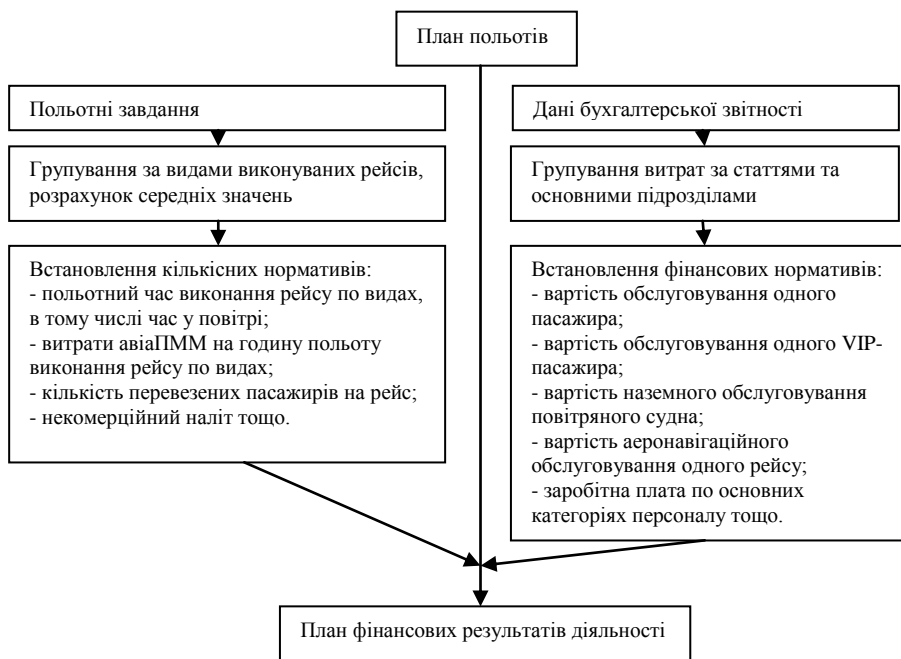 План польотів
Польотні завдання
Групування за видами виконуваних рейсів,
розрахунок середніх значень
Встановлення кількісних нормативів:
- польотний час виконання рейсу по видах,
в тому числі час у повітрі;
- витрати авіаПММ на годину польоту
виконання рейсу по видах;
- кількість перевезених пасажирів на рейс;
- некомерційний наліт тощо.
Дані бухгалтерської звітності
Групування витрат за статтями та
основними підрозділами
Встановлення фінансових нормативів:
- вартість обслуговування одного
пасажира;
- вартість обслуговування одного VIP-
пасажира;
- вартість наземного обслуговування
повітряного судна;
- вартість аеронавігаційного
обслуговування одного рейсу;
- заробітна плата по основних
категоріях персоналу тощо.
План фінансових результатів діяльності